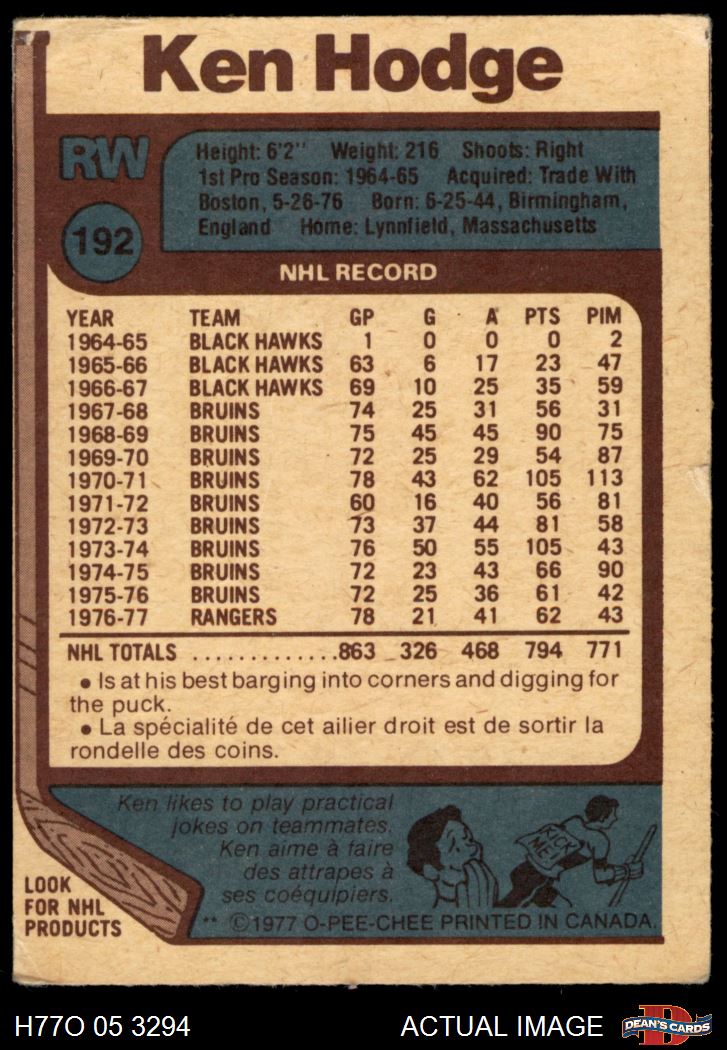 Ken Hodge
RW
192
Height: 6'2" Weight: 216 Shoots: Right
1st Pro Season: 1964-65 Acquired: Trade With
Boston, 5-26-76 Born: 6-25-44, Birmingham,
England Home: Lynnfield, Massachusetts
NHL RECORD
YEAR TEAM GP G A PTS PIM
1964-65 BLACK HAWKS 1 0 0 0 2
1965-66 BLACK HAWKS 63 6 17 23 47
1966-67 BLACK HAWKS 69 10 25 35 59
1967-68 BRUINS 74 25 31 56 31
1968-69 BRUINS 75 45 45 90 75
1969-70 BRUINS 72 25 29 54 87
1970-71 BRUINS 78 43 62 105 113
1971-72 BRUINS 60 16 40 56 81
1972-73 BRUINS 73 37 44 81 58
1973-74 BRUINS 76 50 55 105 43
1974-75 BRUINS 72 23 43 66 90
1975-76 BRUINS 72 25 36 61 42
1976-77 RANGERS 78 21 41 62 43
NHL TOTALS .............863 326 468 794 771
• Is at his best barging into corners and digging for
the puck.
• La spécialité de cet ailier droit est de sortir la
rondelle des coins.
Ken likes to play practical
jokes on teammates.
Ken aime à faire
des attrapes à
ses coéquipiers.
KICK
ME!
LOOK
FOR NHL
PRODUCTS
** ©1977 O-PEE-CHEE PRINTED IN CANADA.
H77O 05 3294 ACTUAL IMAGE
D
DEAN'S CARDS